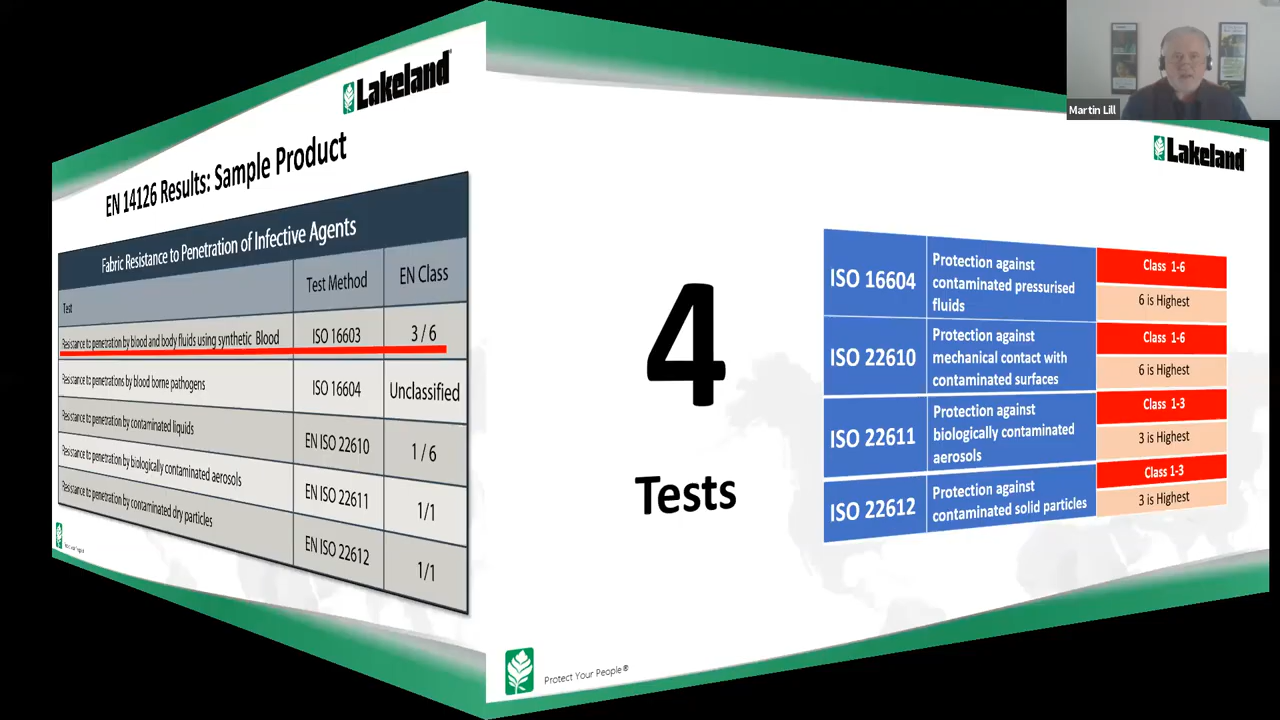 Martin Lill
Lakeland
EN 14126 Results: Sample Product
Fabric Resistance to Penetration of Infective Agents
Test
Test Method
EN Class
Resistance to penetration by blood and body fluids using synthetic Blood
ISO 16603
3 / 6
Resistance to penetrations by blood borne pathogens
ISO 16604
Unclassified
Resistance to penetration by contaminated liquids
EN ISO 22610
1 / 6
Resistance to penetration by biologically contaminated aerosols
EN ISO 22611
1/1
Resistance to penetration by contaminated dry particles
EN ISO 22612
1/1
Lakeland
4
Tests
ISO 16604
Protection against
contaminated pressurised
fluids
Class 1-6
6 is Highest
ISO 22610
Protection against
mechanical contact with
contaminated surfaces
Class 1-6
6 is Highest
ISO 22611
Protection against
biologically contaminated
aerosols
Class 1-3
3 is Highest
ISO 22612
Protection against
contaminated solid particles
Class 1-3
3 is Highest
Protect Your People®